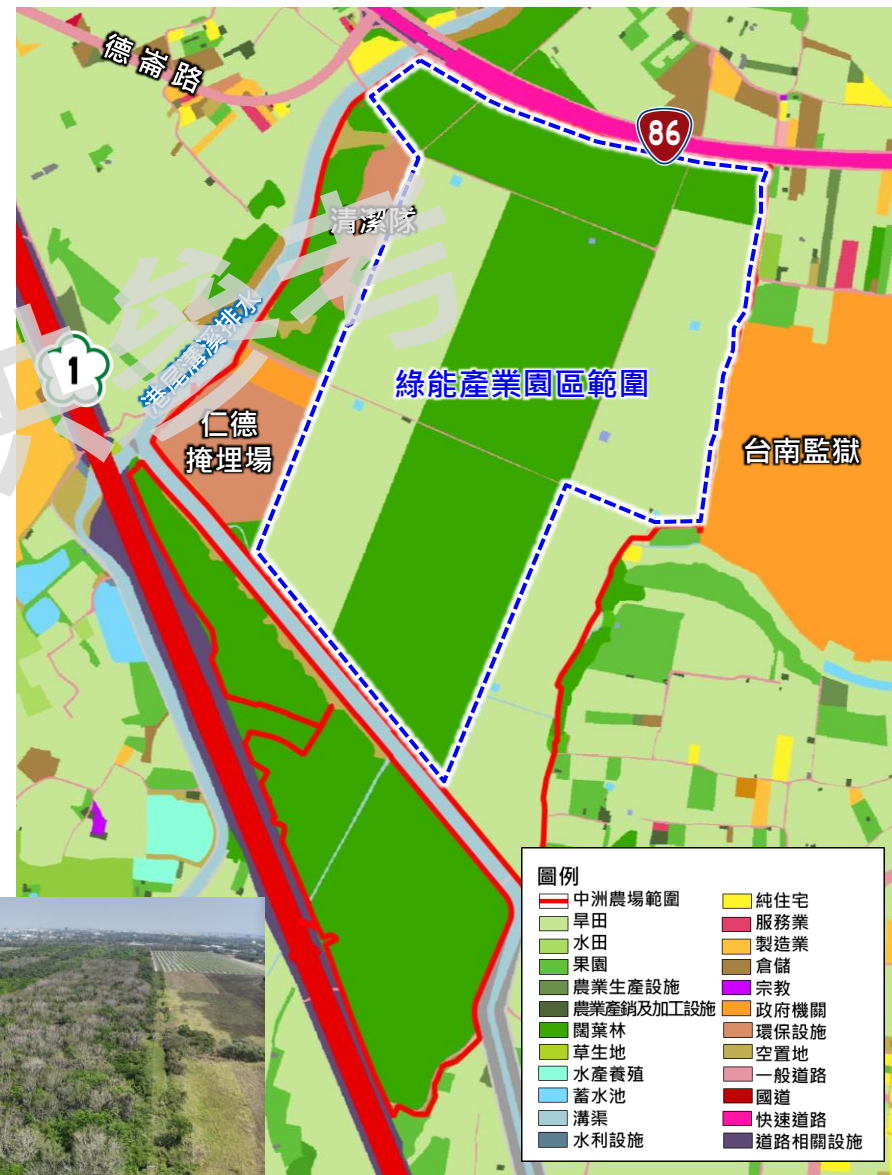 德崙路
86
清潔隊
港尾溝溪排水
1
綠能產業園區範圍
仁德
掩埋場
台南監獄
圖例
中洲農場範圍
旱田
水田
果園
農業生產設施
農業產銷及加工設施
闊葉林
草生地
水產養殖
蓄水池
溝渠
水利設施
純住宅
服務業
製造業
倉儲
宗教
政府機關
環保設施
空置地
一般道路
國道
快速道路
道路相關設施